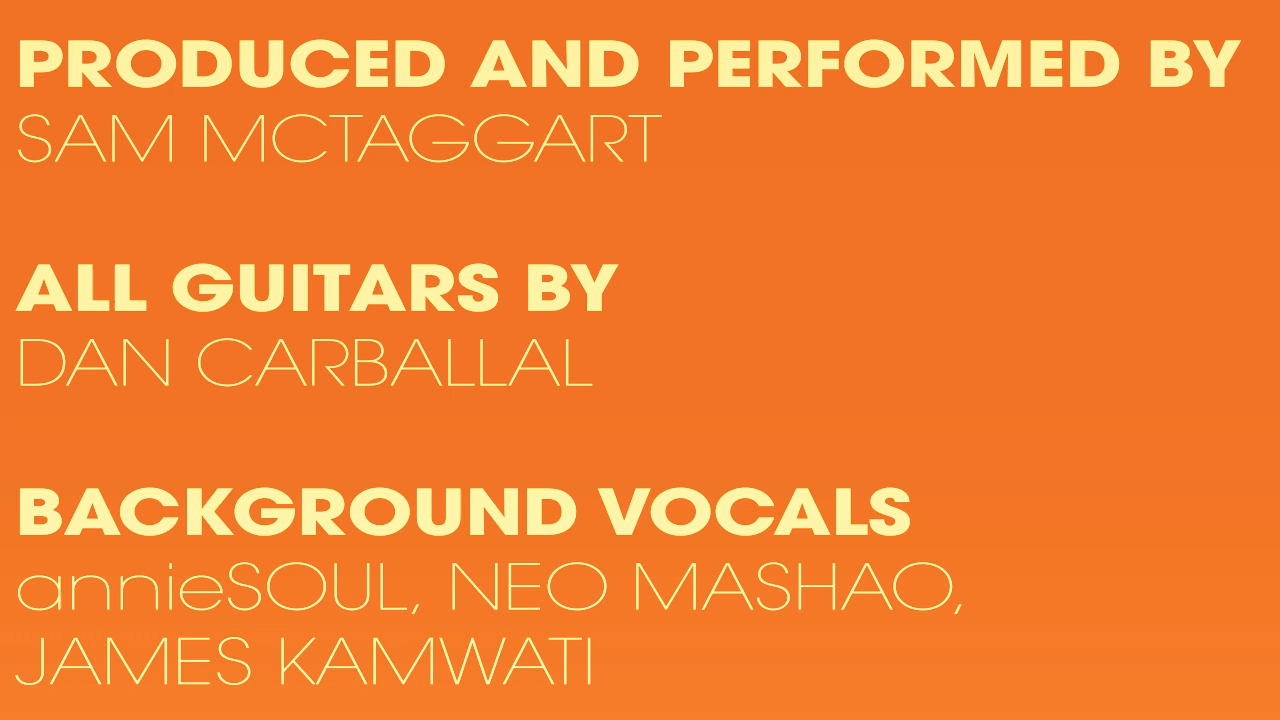 PRODUCED AND PERFORMED BY
SAM MCTAGGART
ALL GUITARS BY
DAN CARBALLAL
BACKGROUND VOCALS
annieSOUL, NEO MASHAO,
JAMES KAMWATI